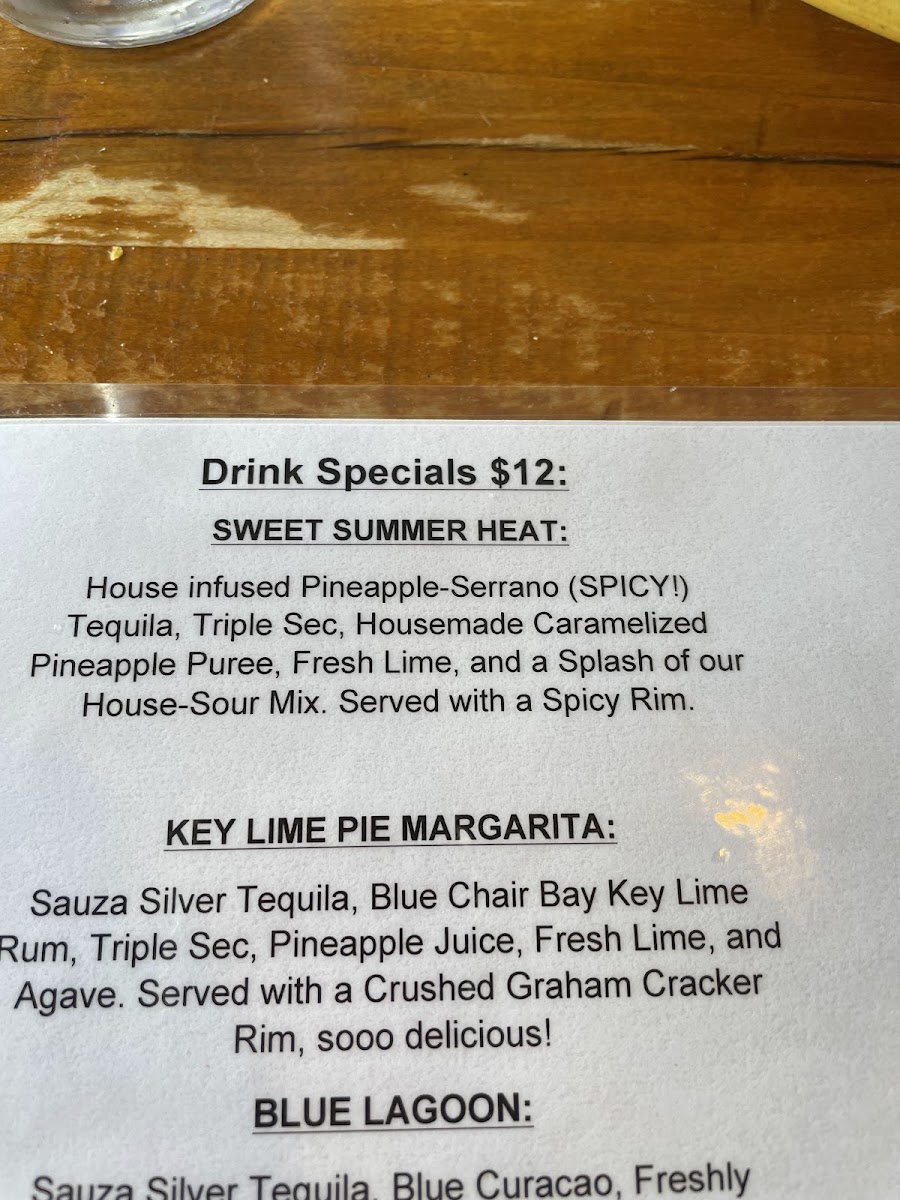 Drink Specials $12:
SWEET SUMMER HEAT:
House infused Pineapple-Serrano (SPICY!)
Tequila, Triple Sec, Housemade Caramelized
Pineapple Puree, Fresh Lime, and a Splash of our
House-Sour Mix. Served with a Spicy Rim.
KEY LIME PIE MARGARITA:
Sauza Silver Tequila, Blue Chair Bay Key Lime
Rum, Triple Sec, Pineapple Juice, Fresh Lime, and
Agave. Served with a Crushed Graham Cracker
Rim, sooo delicious!
BLUE LAGOON:
Sauza Silver Tequila, Blue Curacao, Freshly